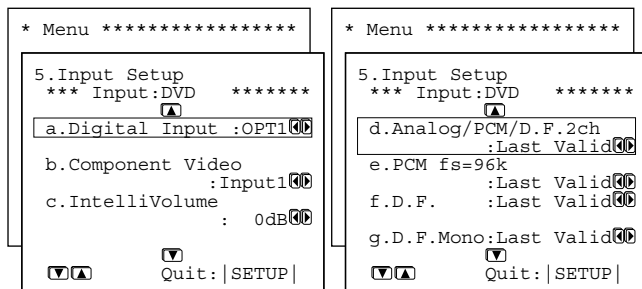 * Menu *****************
5.Input Setup
*** Input:DVD *******
a.Digital Input :OPT1
b.Component Video
:Input1
c.IntelliVolume
: 0dB
Quit:|SETUP|
* Menu *****************
5.Input Setup
*** Input:DVD *******
d.Analog/PCM/D.F.2ch
:Last Valid
e.PCM fs=96k
:Last Valid
f.D.F. :Last Valid
g.D.F.Mono:Last Valid
Quit:|SETUP|